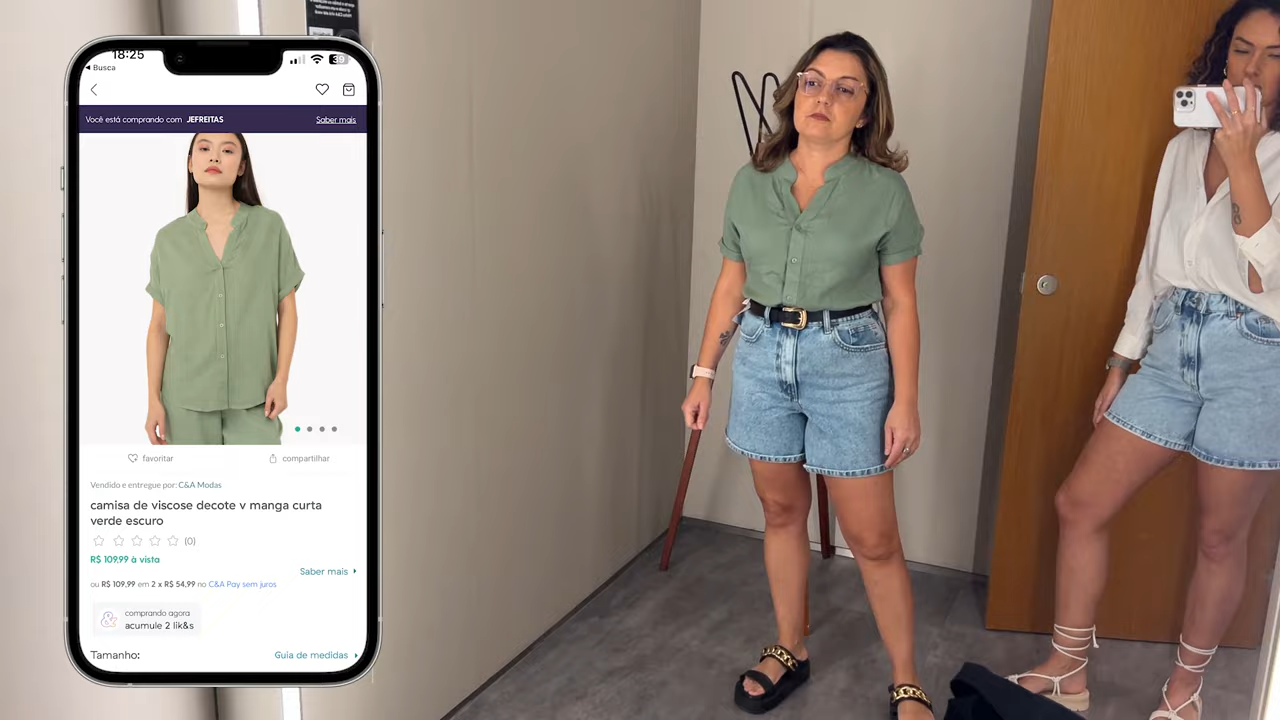 18:25
39
◂ Busca
Você está comprando com JEFREITAS
Saber mais
favoritar
compartilhar
Vendido e entregue por: C&A Modas
camisa de viscose decote v manga curta
verde escuro
(0)
R$ 109,99 à vista
Saber mais
ou R$ 109,99 em 2 x R$ 54,99 no C&A Pay sem juros
comprando agora
acumule 2 lik&s
Tamanho:
Guia de medidas